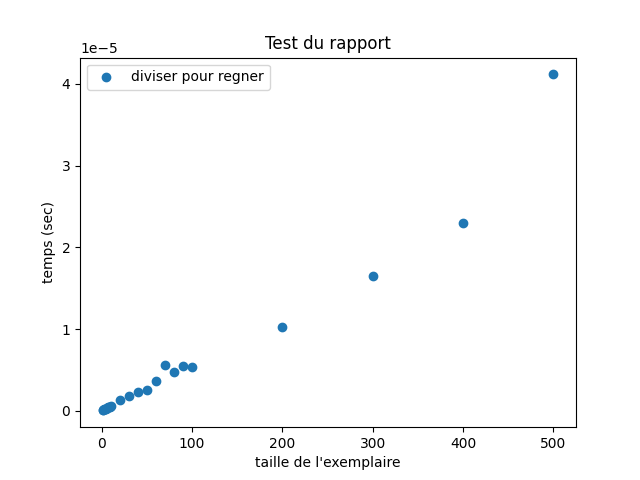 Test du rapport
1e−5
diviser pour regner
4
3
2
1
0
temps (sec)
0
100
200
300
400
500
taille de l'exemplaire